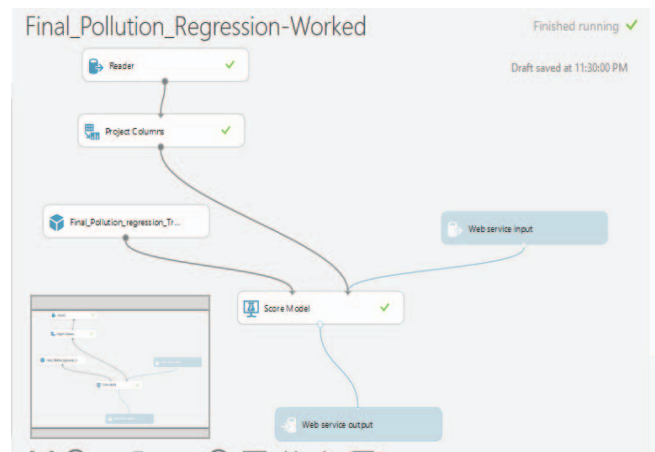 Final_Pollution_Regression-Worked
Finished running
Draft saved at 11:30:00 PM
Reader
Project Columns
Final_Pollution_regression_Tr...
Web service input
Score Model
Web service output